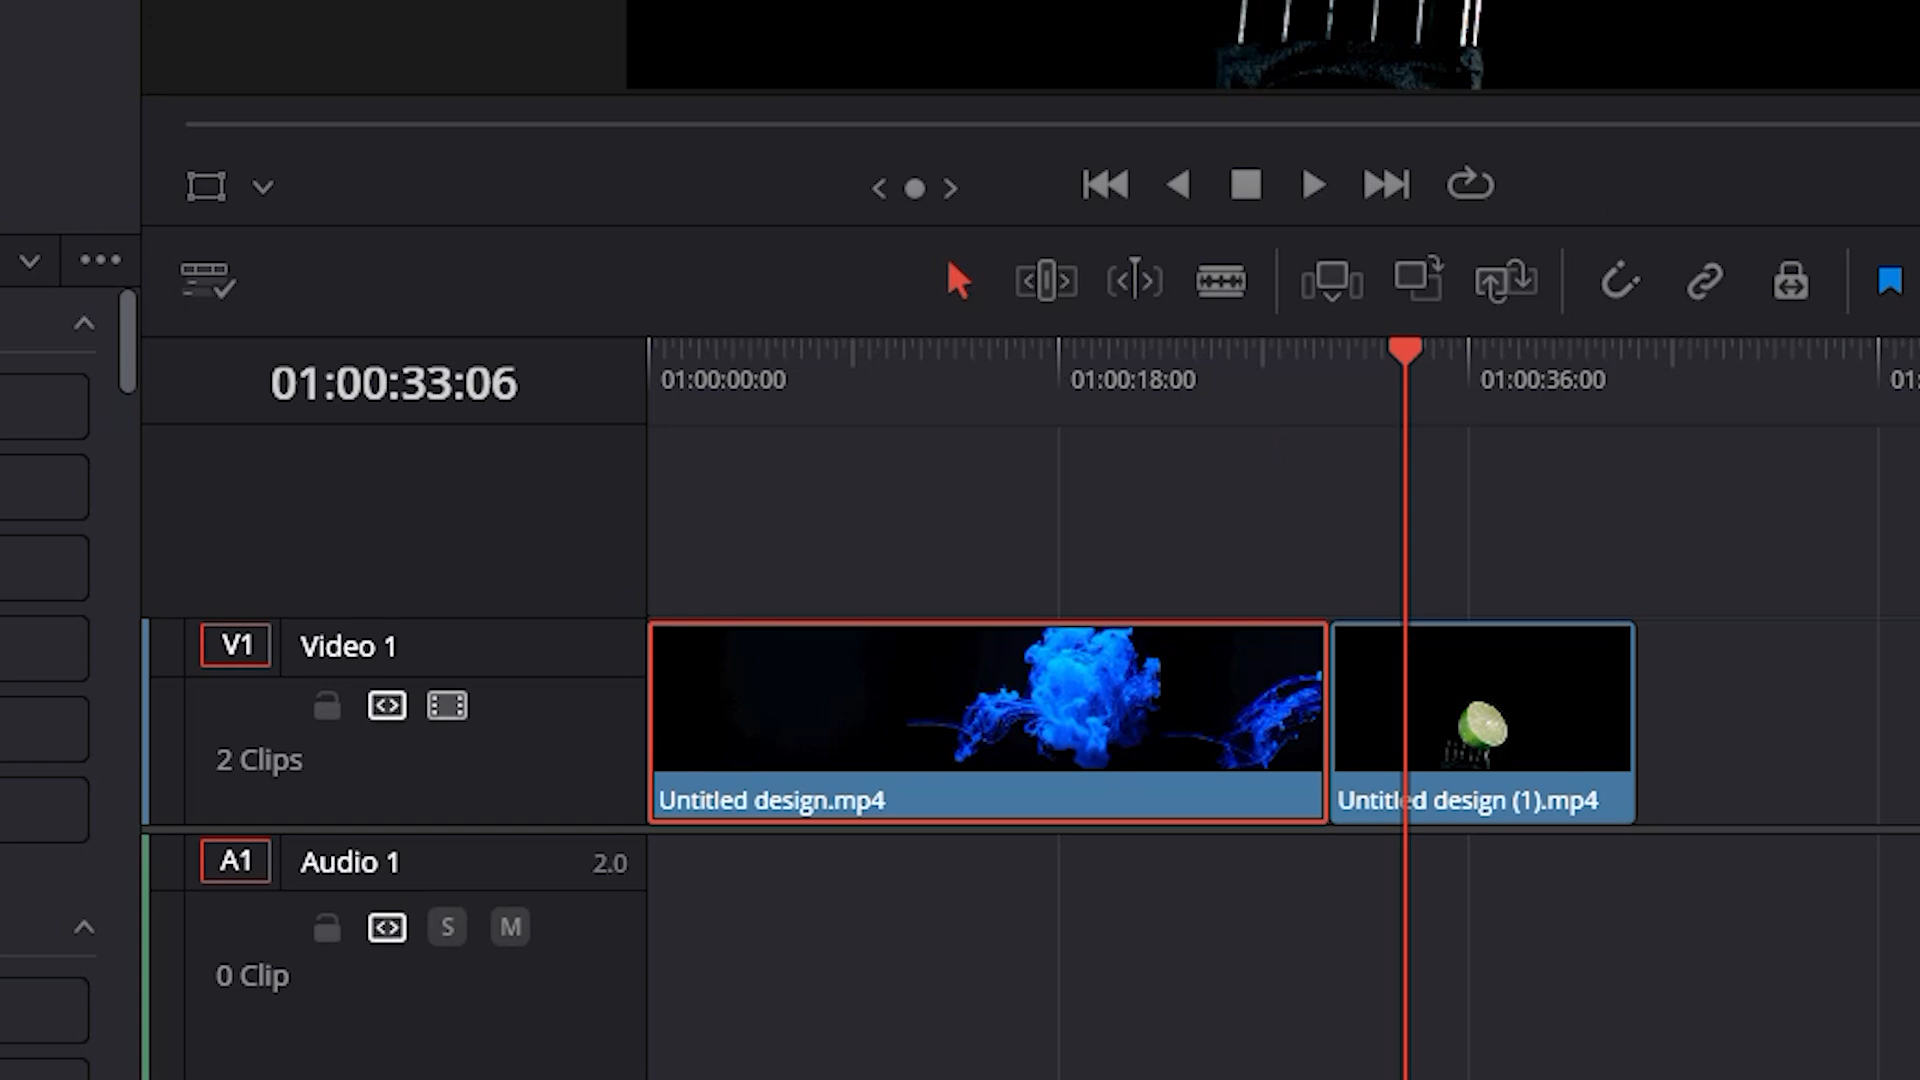 01:00:33:06
01:00:00:00
01:00:18:00
01:00:36:00
01:
V1
Video 1
2 Clips
Untitled design.mp4
Untitled design (1).mp4
A1
Audio 1
2.0
S
M
0 Clip